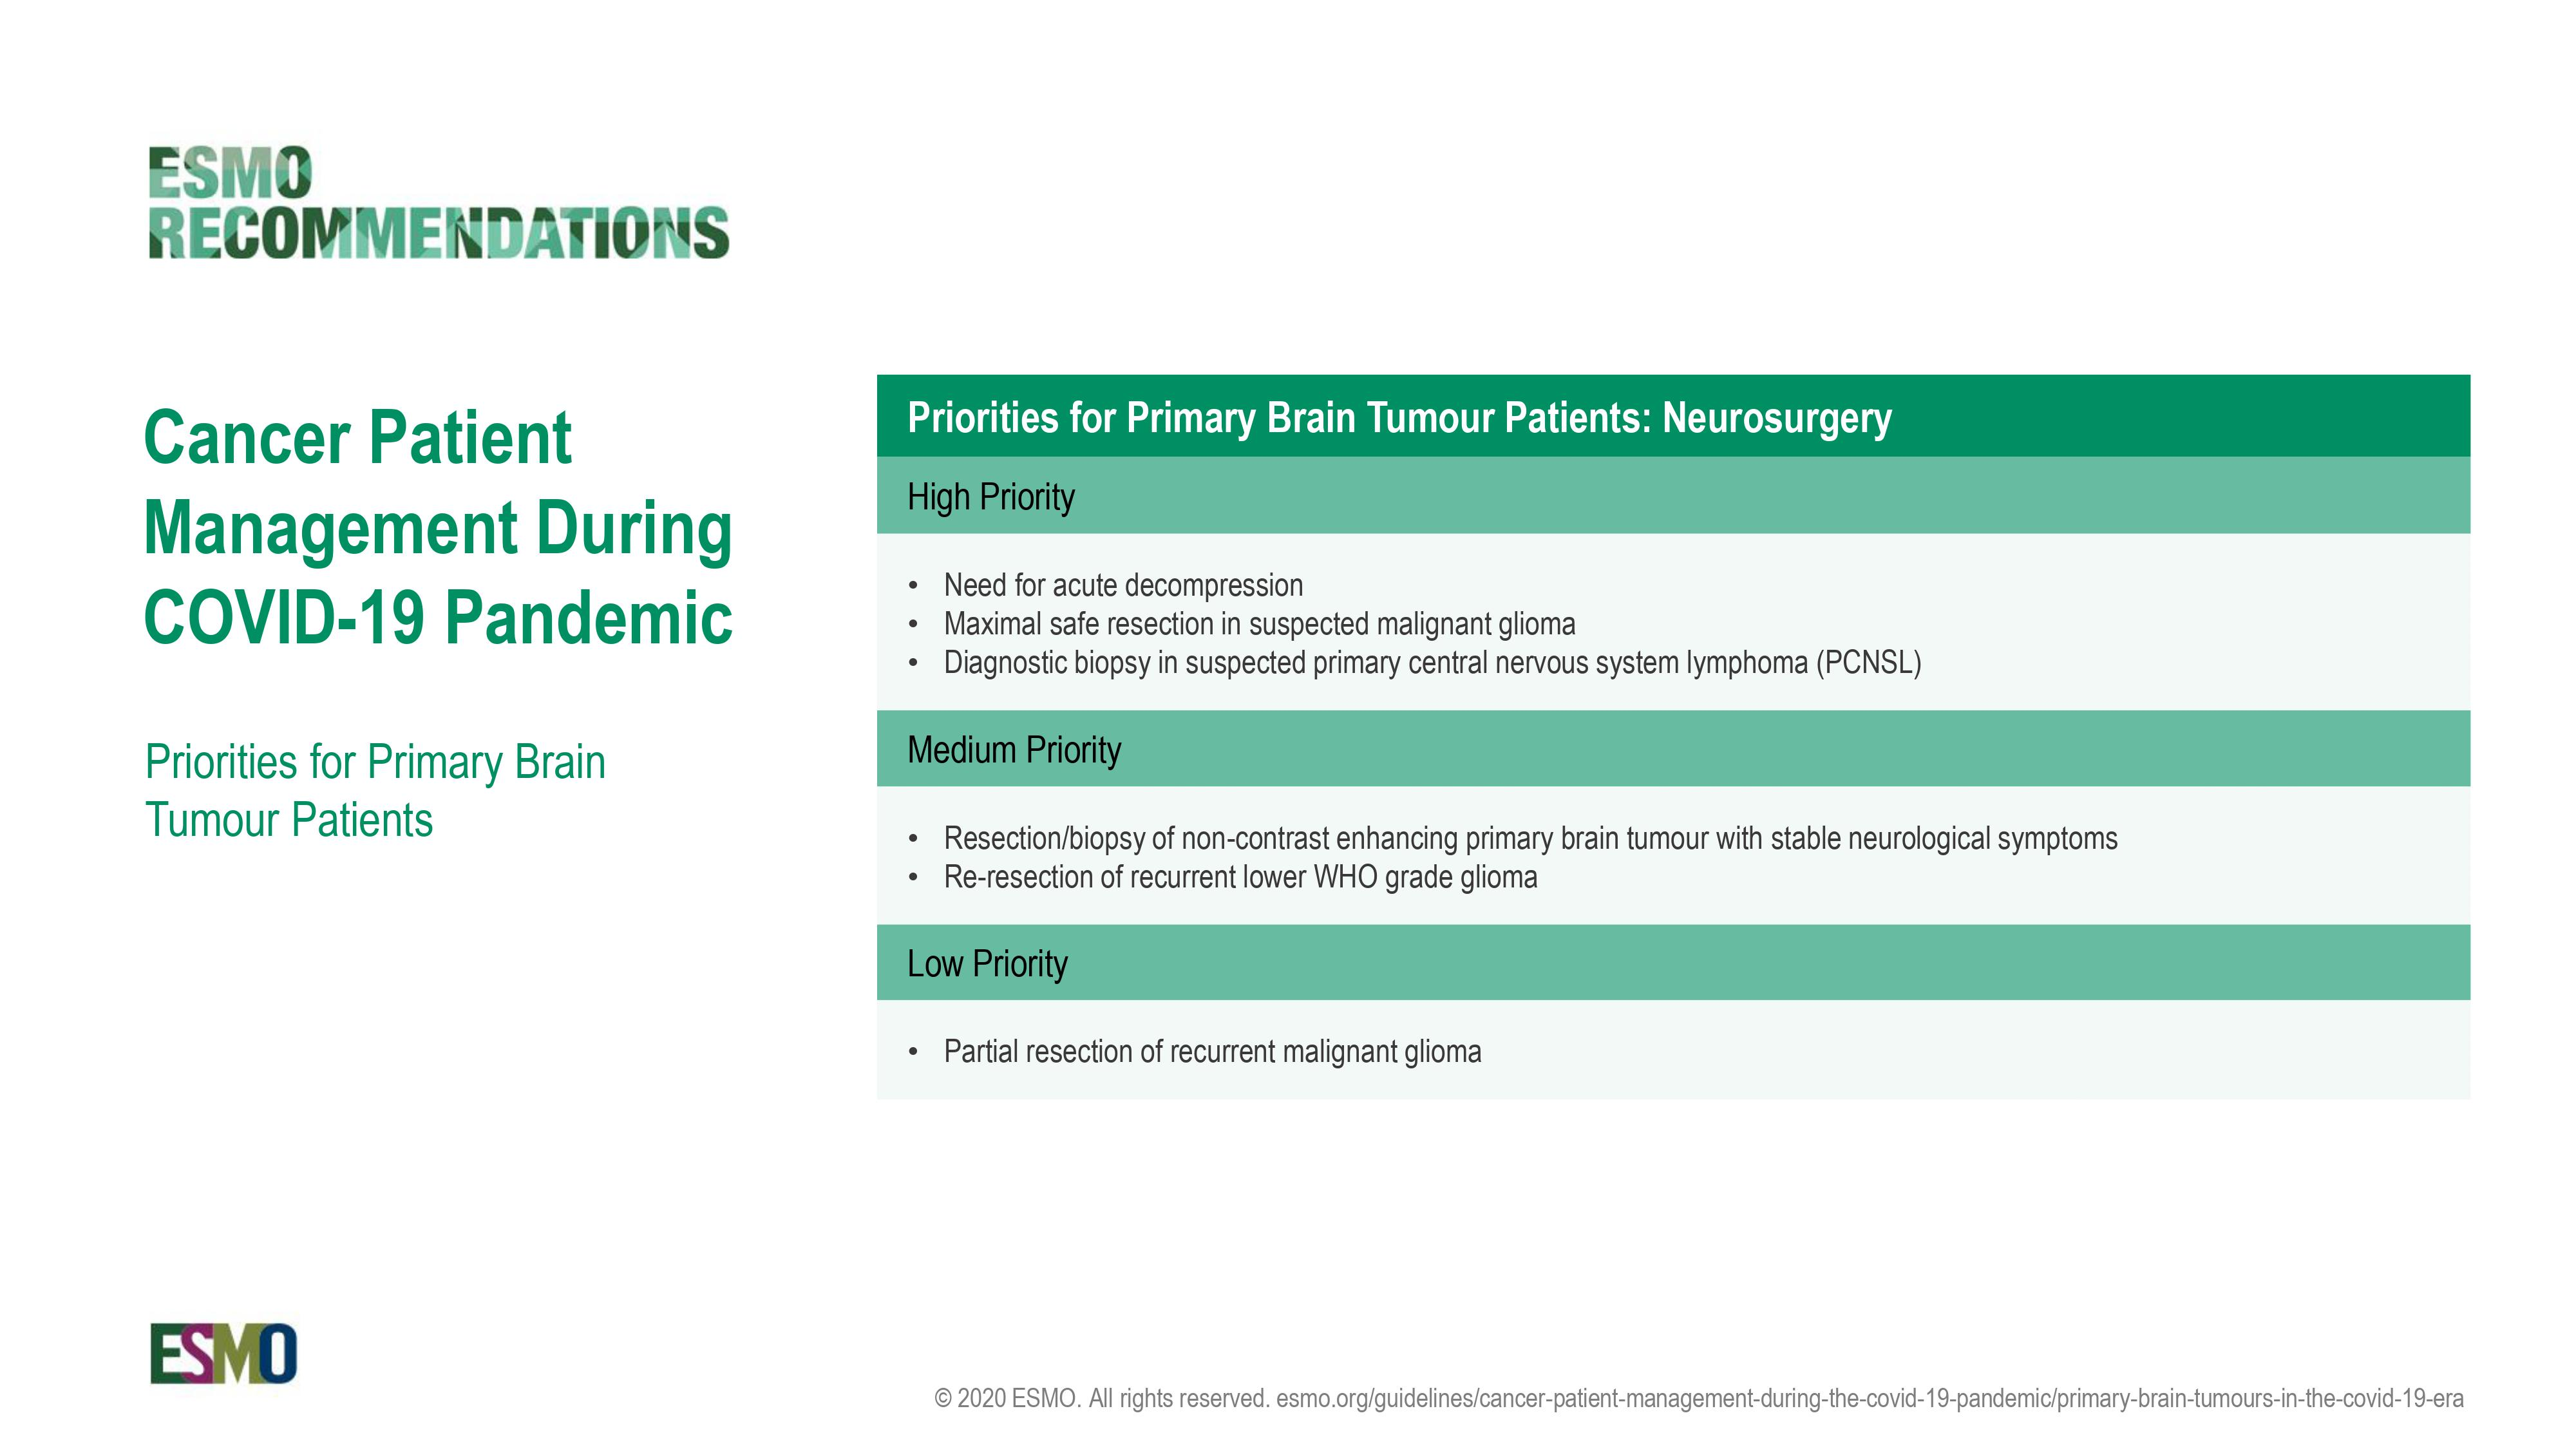 ESMO
RECOMMENDATIONS
Cancer Patient
Management During
COVID-19 Pandemic
Priorities for Primary Brain
Tumour Patients
Priorities for Primary Brain Tumour Patients: Neurosurgery
High Priority
• Need for acute decompression
• Maximal safe resection in suspected malignant glioma
• Diagnostic biopsy in suspected primary central nervous system lymphoma (PCNSL)
Medium Priority
• Resection/biopsy of non-contrast enhancing primary brain tumour with stable neurological symptoms
• Re-resection of recurrent lower WHO grade glioma
Low Priority
• Partial resection of recurrent malignant glioma
ESMO
© 2020 ESMO. All rights reserved. esmo.org/guidelines/cancer-patient-management-during-the-covid-19-pandemic/primary-brain-tumours-in-the-covid-19-era